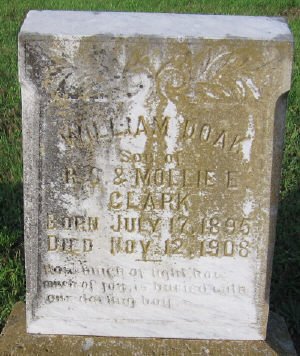 WILLIAM DOAK
Son of
R. C. & MOLLIE E
CLARK
BORN JULY 17, 1895
DIED NOV. 12, 1908
How much of light how
much of joy, is buried with
our darling boy.